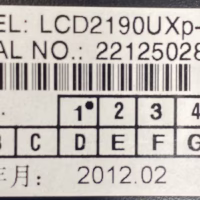 EL: LCD2190UXp-
AL NO.: 22125028
1• 2 3 4
B C D E F G
年月: 2012.02